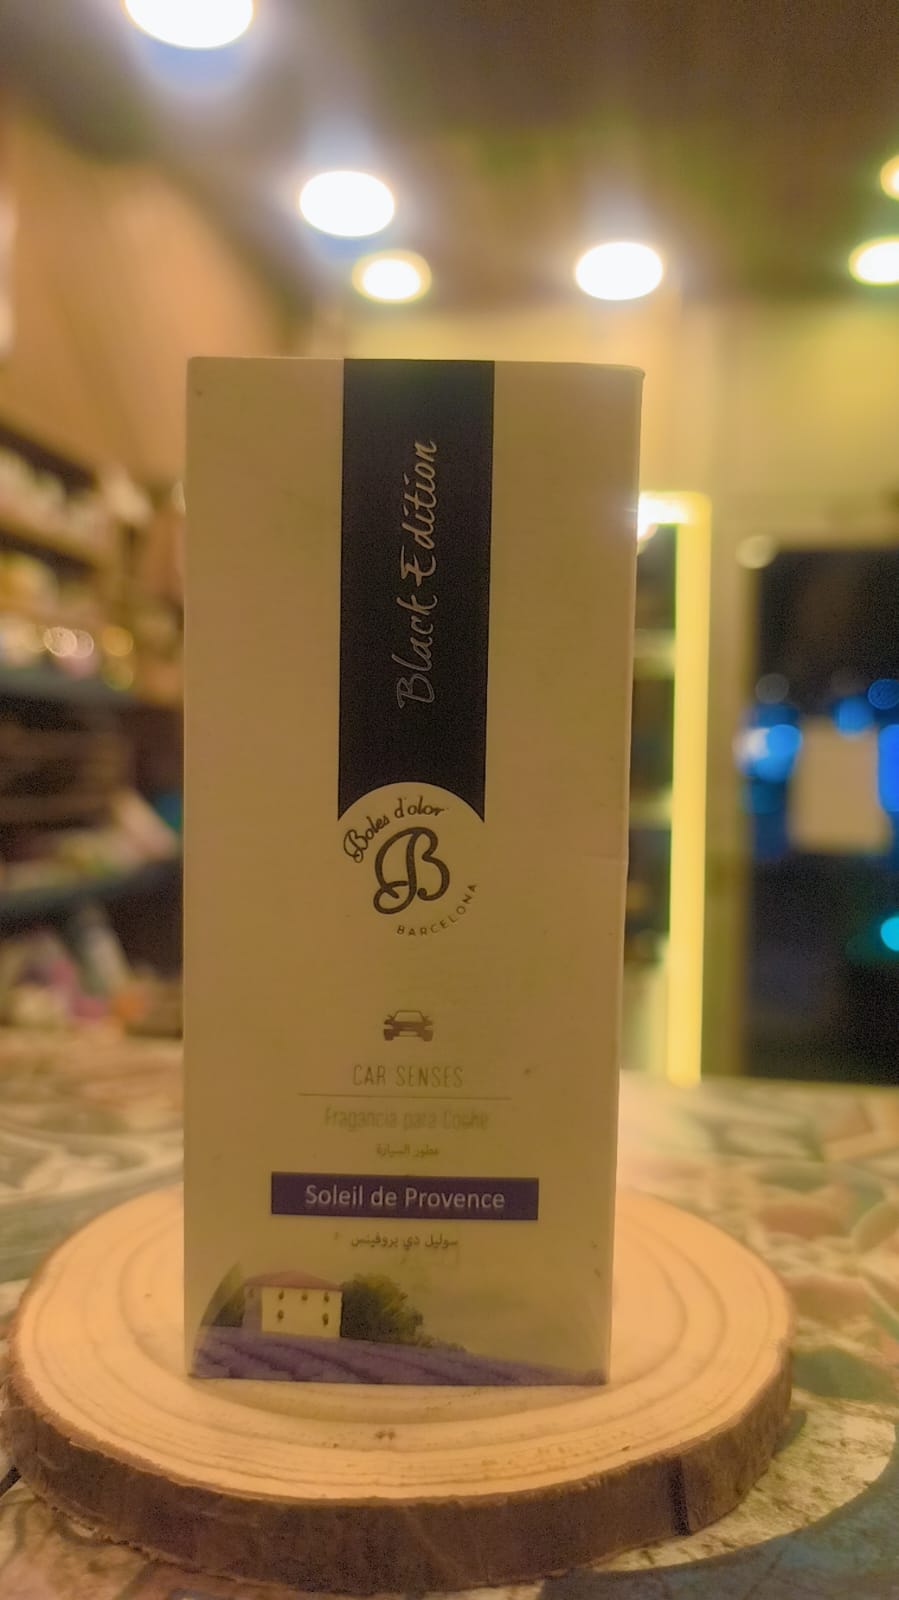 Black Edition
Boles d'olor
B
BARCELONA
CAR SENSES
Fragancia para Coche
عطور السيارة
Soleil de Provence
سوليل دي بروفينس